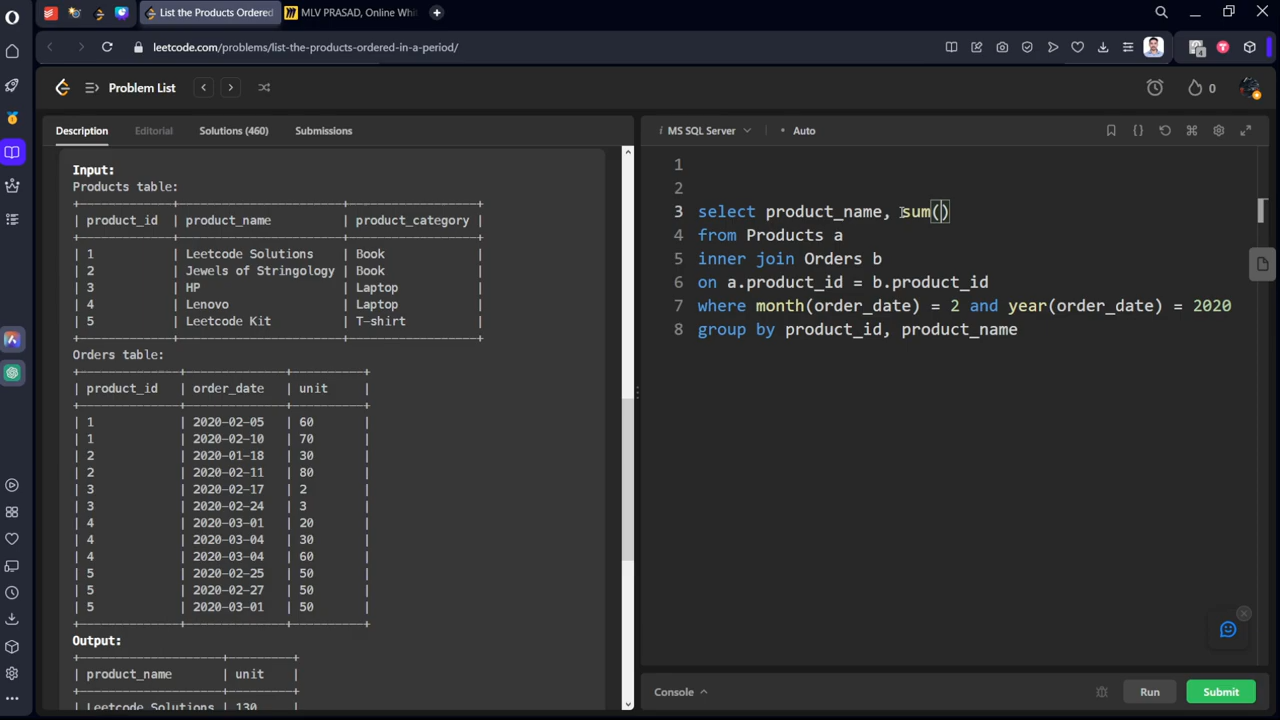 List the Products Ordered
MLV PRASAD, Online Whi
leetcode.com/problems/list-the-products-ordered-in-a-period/
Problem List
0
Description Editorial Solutions (460) Submissions
i MS SQL Server • Auto
Input:
Products table:
+-------------+----------------------+------------------+
| product_id | product_name | product_category |
+-------------+----------------------+------------------+
| 1 | Leetcode Solutions | Book |
| 2 | Jewels of Stringology | Book |
| 3 | HP | Laptop |
| 4 | Lenovo | Laptop |
| 5 | Leetcode Kit | T-shirt |
+-------------+----------------------+------------------+
Orders table:
+--------------+--------------+----------+
| product_id | order_date | unit |
+--------------+--------------+----------+
| 1 | 2020-02-05 | 60 |
| 1 | 2020-02-10 | 70 |
| 2 | 2020-01-18 | 30 |
| 2 | 2020-02-11 | 80 |
| 3 | 2020-02-17 | 2 |
| 3 | 2020-02-24 | 3 |
| 4 | 2020-03-01 | 20 |
| 4 | 2020-03-04 | 30 |
| 4 | 2020-03-04 | 60 |
| 5 | 2020-02-25 | 50 |
| 5 | 2020-02-27 | 50 |
| 5 | 2020-03-01 | 50 |
+--------------+--------------+----------+
Output:
+--------------------+---------+
| product_name | unit |
+--------------------+---------+
| Leetcode Solutions | 130 |
1
2
3 select product_name, sum()
4 from Products a
5 inner join Orders b
6 on a.product_id = b.product_id
7 where month(order_date) = 2 and year(order_date) = 2020
8 group by product_id, product_name
Console
Run
Submit